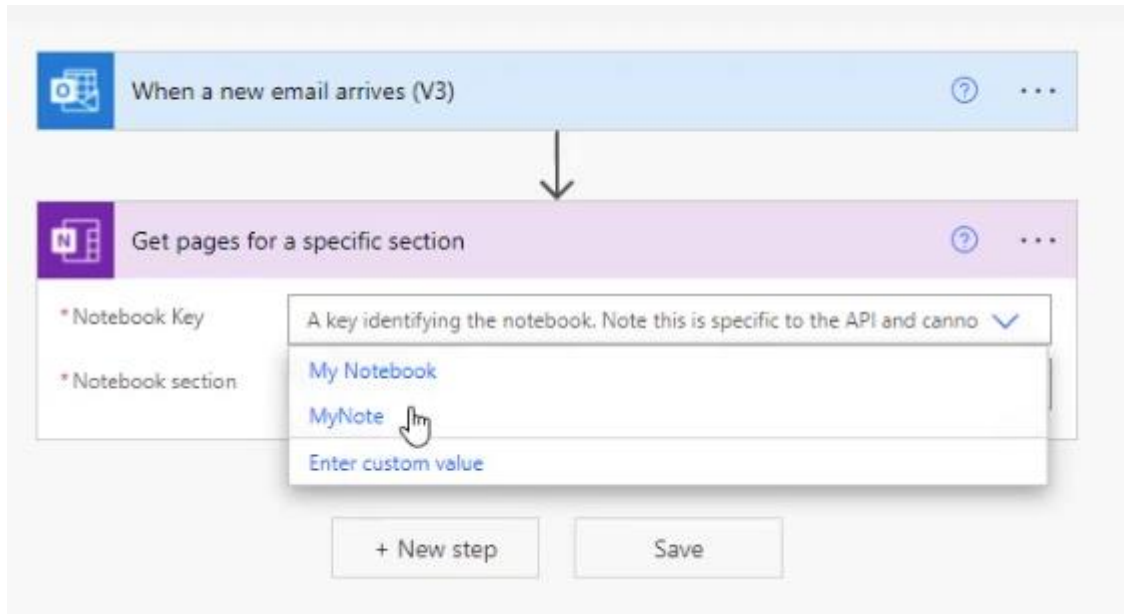 When a new email arrives (V3)
Get pages for a specific section
* Notebook Key
A key identifying the notebook. Note this is specific to the API and canno
* Notebook section
My Notebook
MyNote
Enter custom value
+ New step
Save